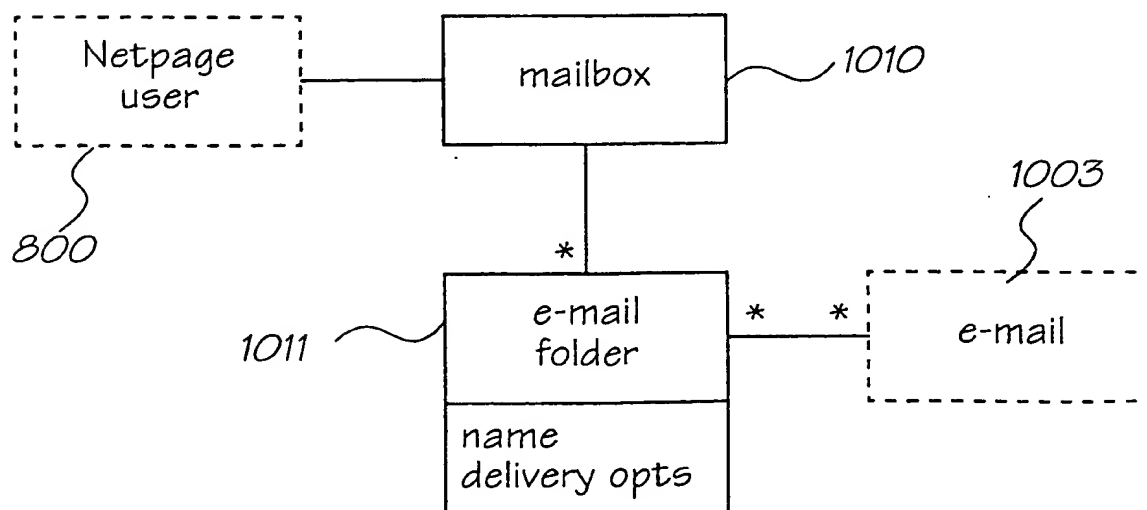 Netpage
user
mailbox
1010
800
1003
*
e-mail
folder
* *
e-mail
1011
name
delivery opts